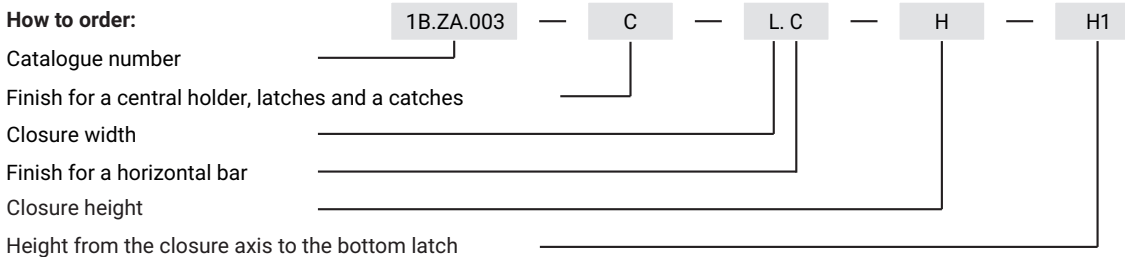 How to order: 1B.ZA.003 — C — L. C — H — H1
Catalogue number
Finish for a central holder, latches and a catches
Closure width
Finish for a horizontal bar
Closure height
Height from the closure axis to the bottom latch